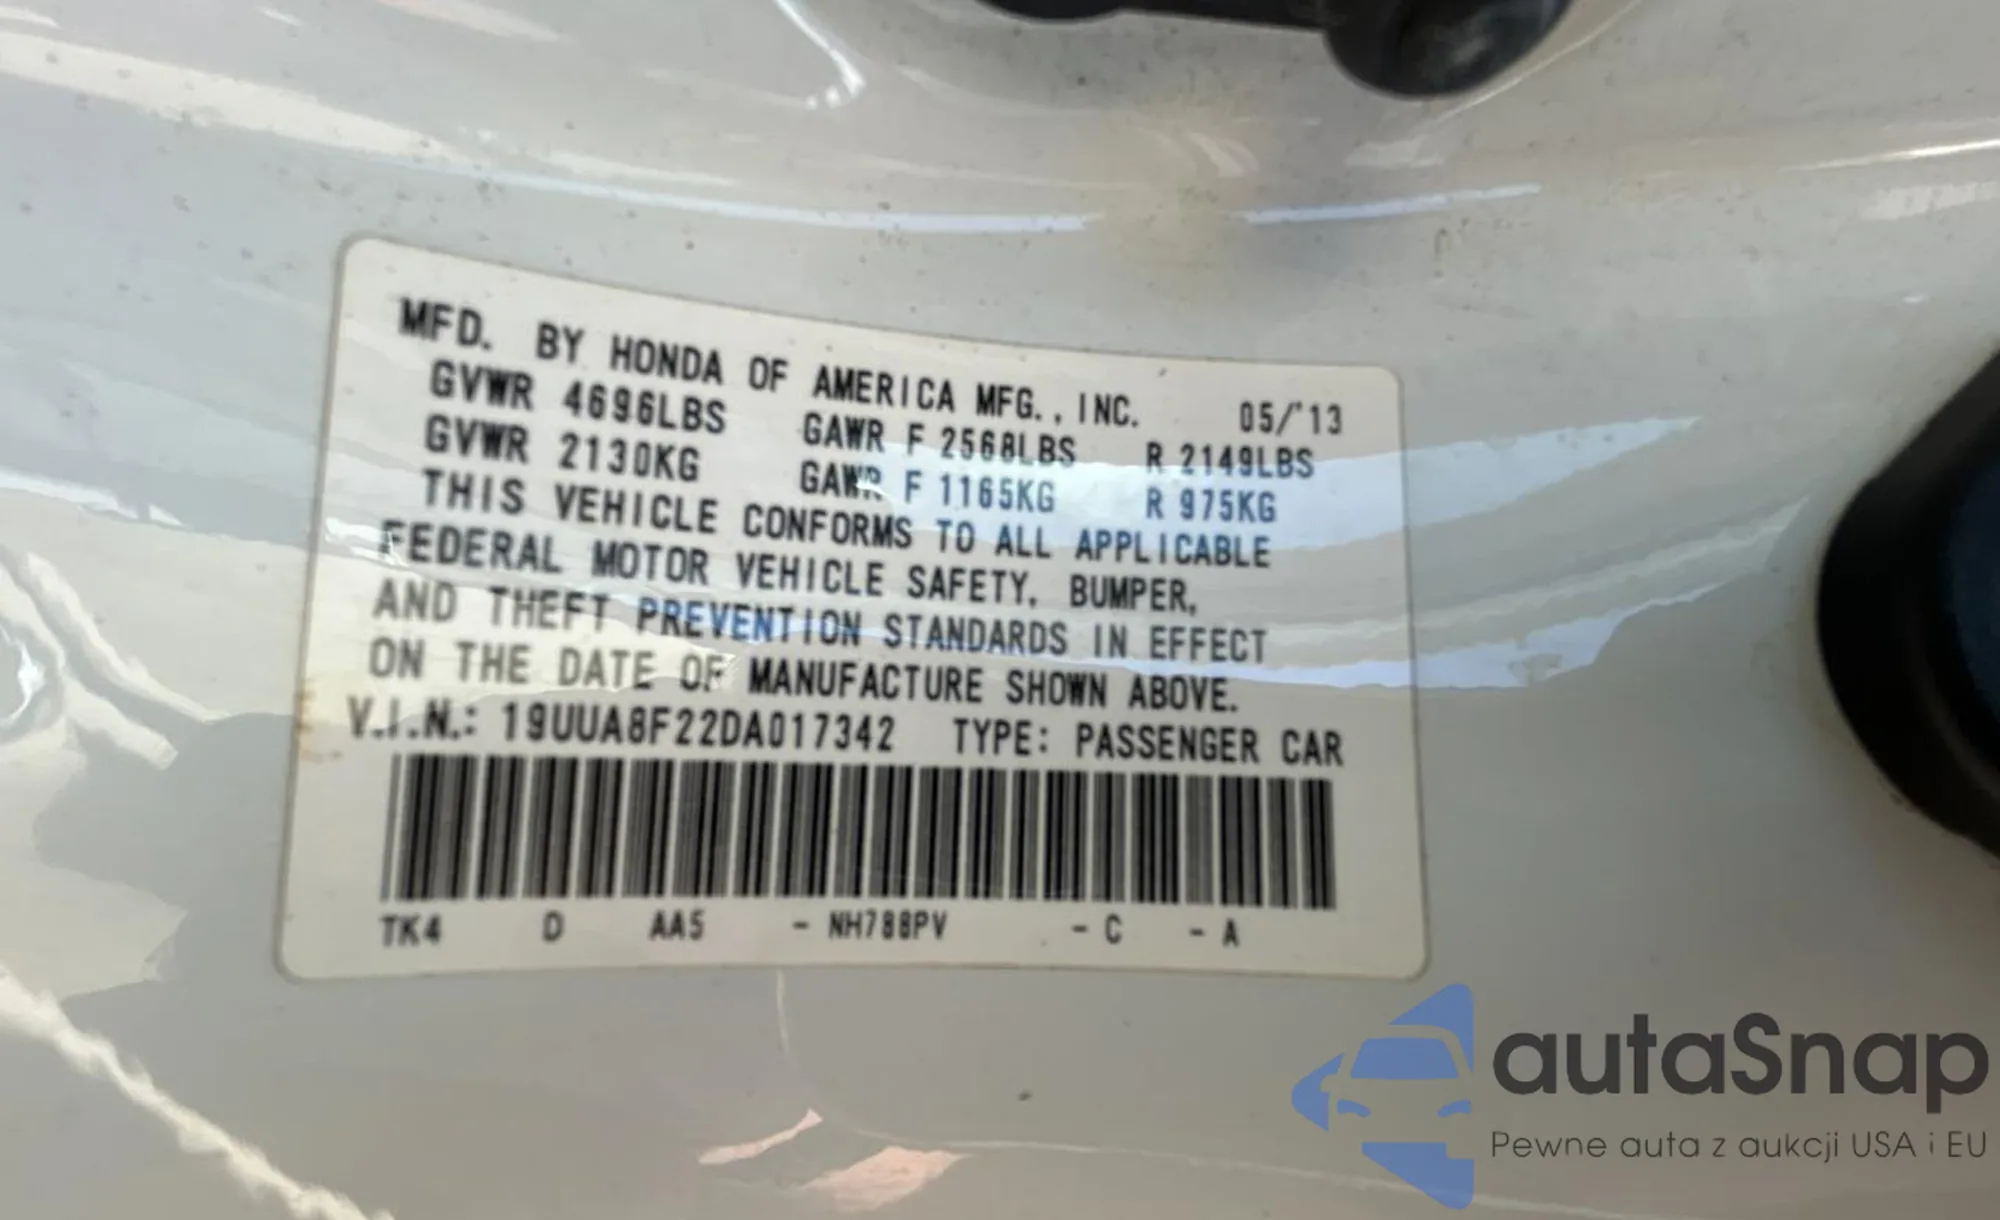 MFD. BY HONDA OF AMERICA MFG., INC. 05/'13
GVWR 4696LBS GAWR F 2568LBS R 2149LBS
GVWR 2130KG GAWR F 1165KG R 975KG
THIS VEHICLE CONFORMS TO ALL APPLICABLE
FEDERAL MOTOR VEHICLE SAFETY, BUMPER,
AND THEFT PREVENTION STANDARDS IN EFFECT
ON THE DATE OF MANUFACTURE SHOWN ABOVE.
V.I.N.: 19UUA8F22DA017342 TYPE: PASSENGER CAR
TK4 D AA5 - NH788PV - C - A
autaSnap
Pewne auta z aukcji USA i EU